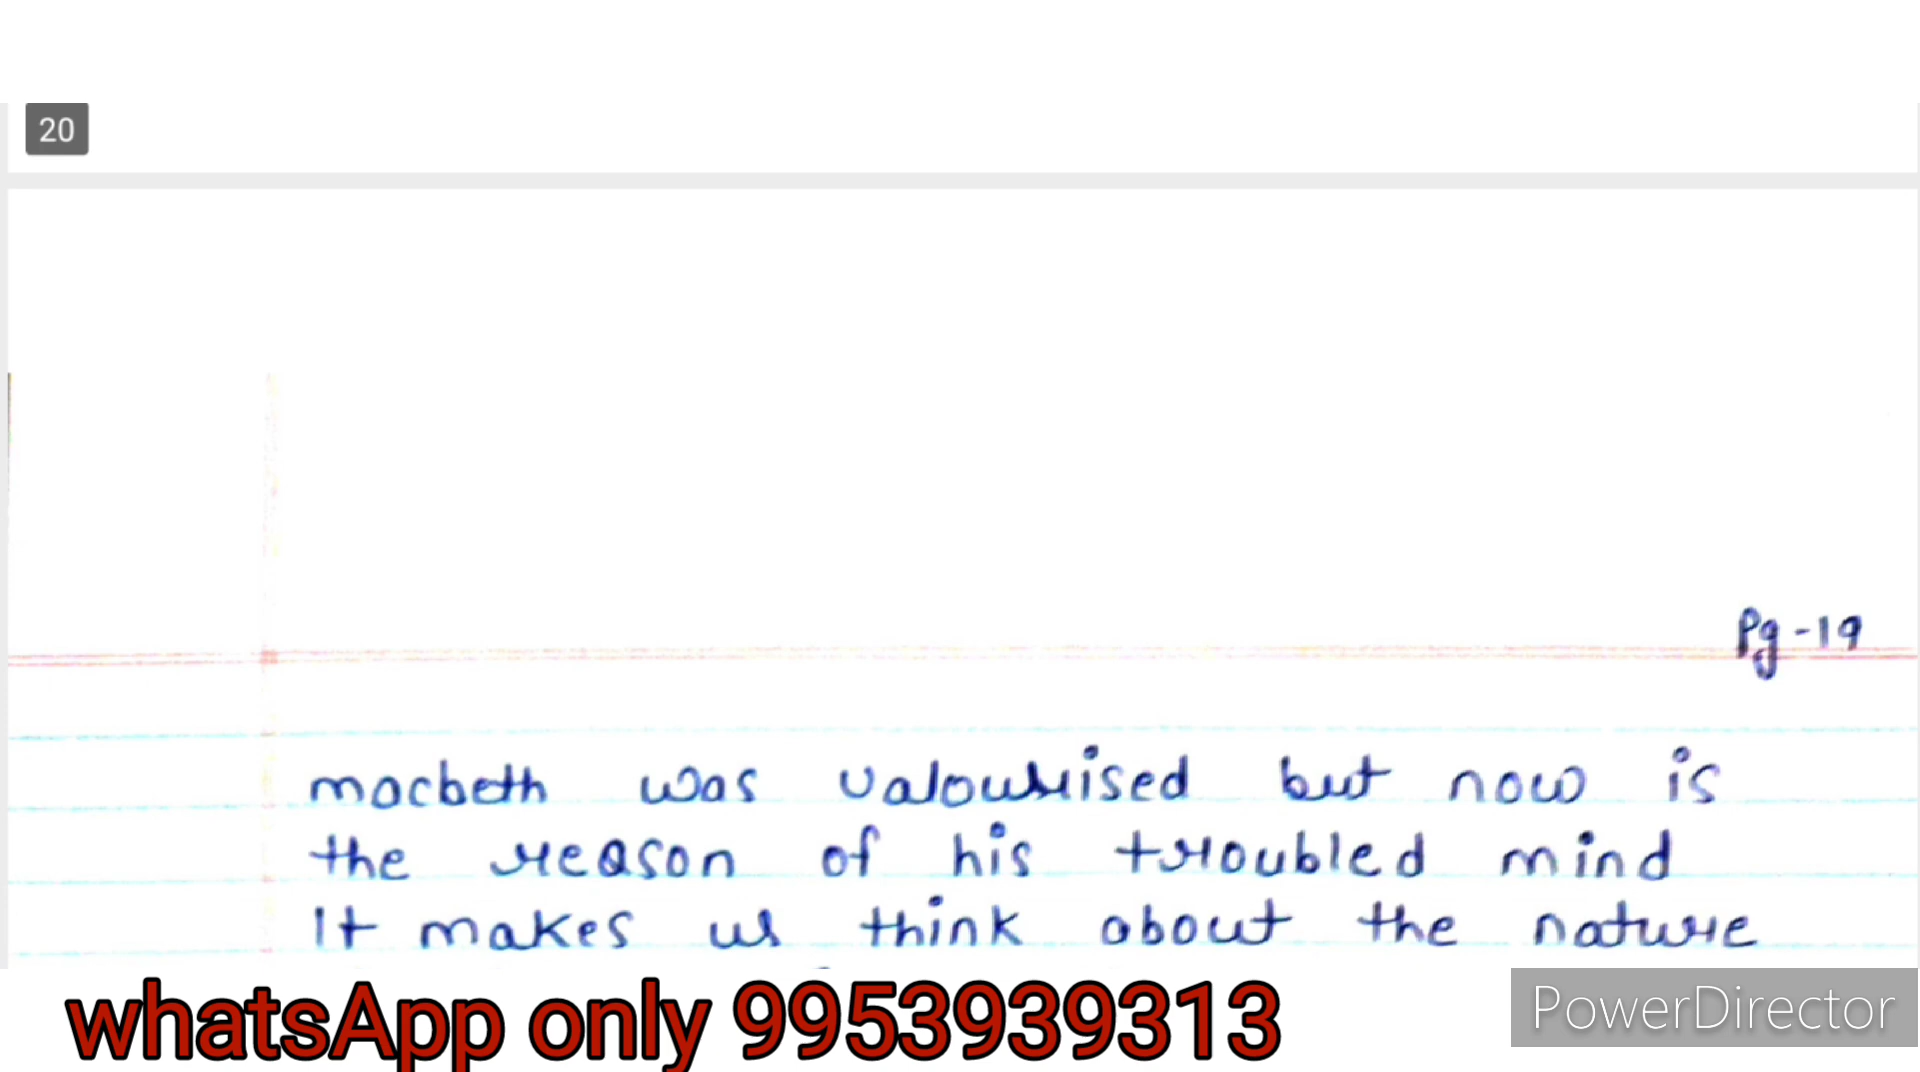 20
Pg-19
macbeth was valourised but now is
the reason of his troubled mind
It makes us think about the nature
whatsApp only 9953939313
PowerDirector